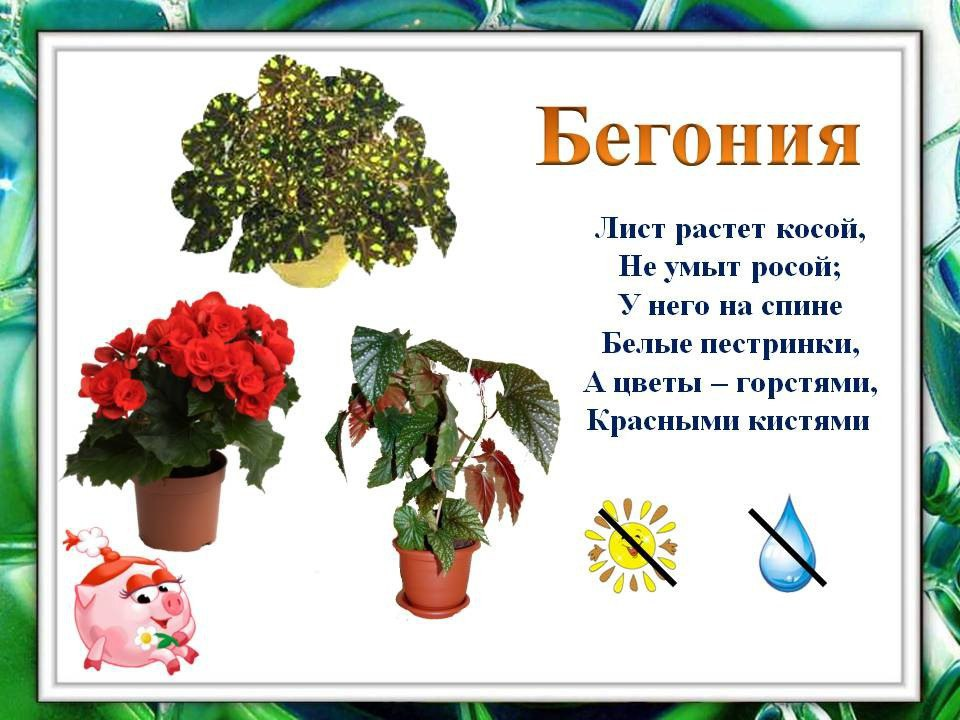 Бегония
Лист растет косой,
Не умыт росой;
У него на спине
Белые пестринки,
А цветы – горстями,
Красными кистями